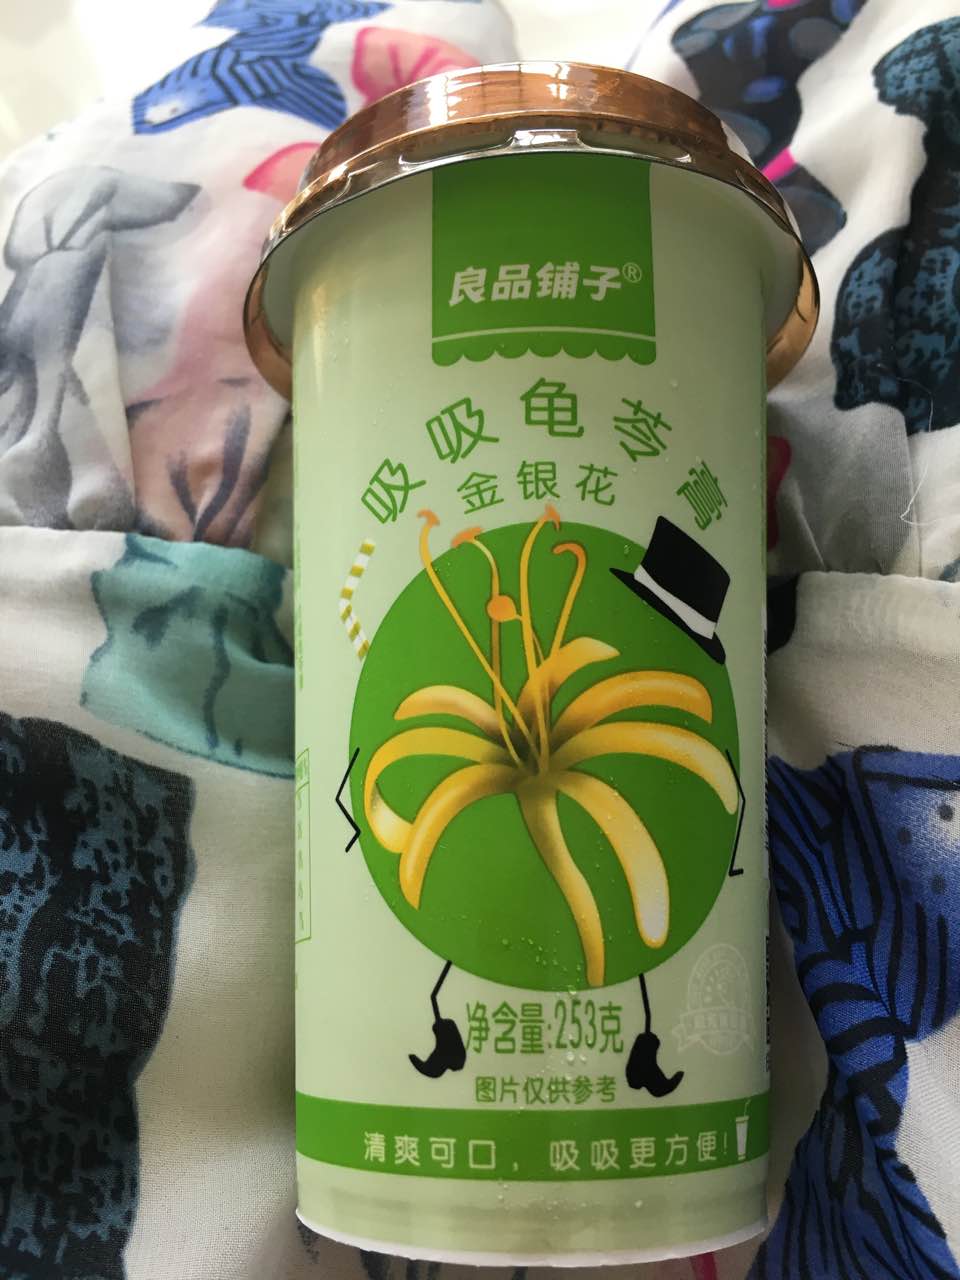 良品铺子®
吸吸龟苓膏
金银花
净含量:253克
图片仅供参考
清爽可口，吸吸更方便!